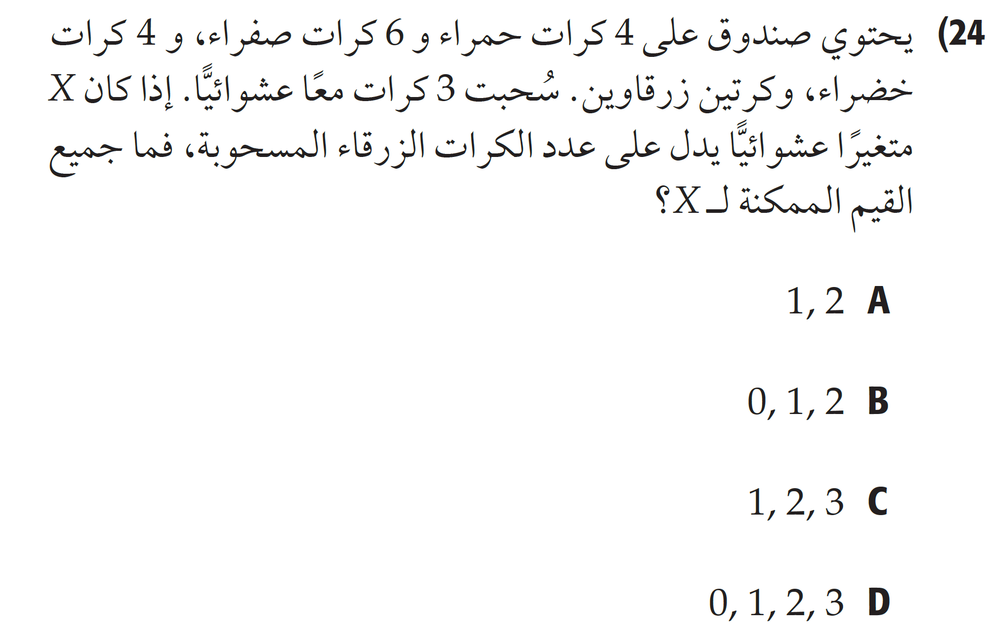 24) يحتوي صندوق على 4 كرات حمراء و 6 كرات صفراء، و 4 كرات
خضراء، وكرتين زرقاوين. سُحبت 3 كرات معًا عشوائيًّا. إذا كان X
متغيرًا عشوائيًّا يدل على عدد الكرات الزرقاء المسحوبة، فما جميع
القيم الممكنة لـ X؟
A 1, 2
B 0, 1, 2
C 1, 2, 3
D 0, 1, 2, 3